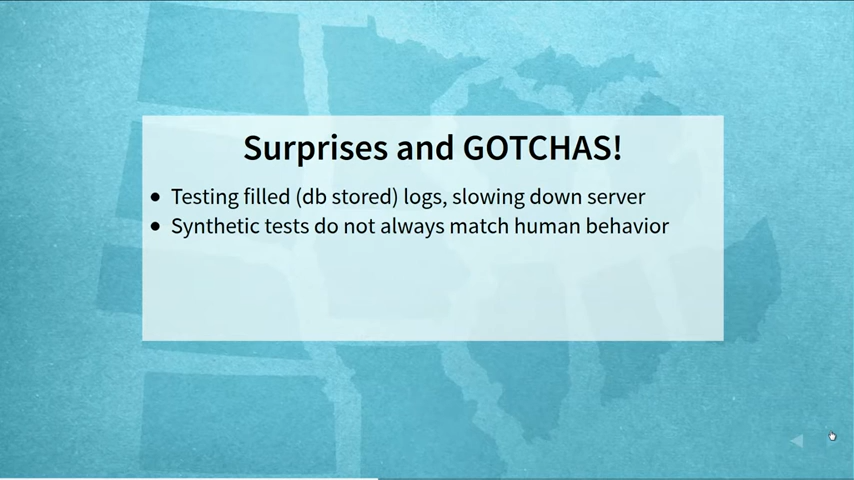 Surprises and GOTCHAS!
Testing filled (db stored) logs, slowing down server
Synthetic tests do not always match human behavior